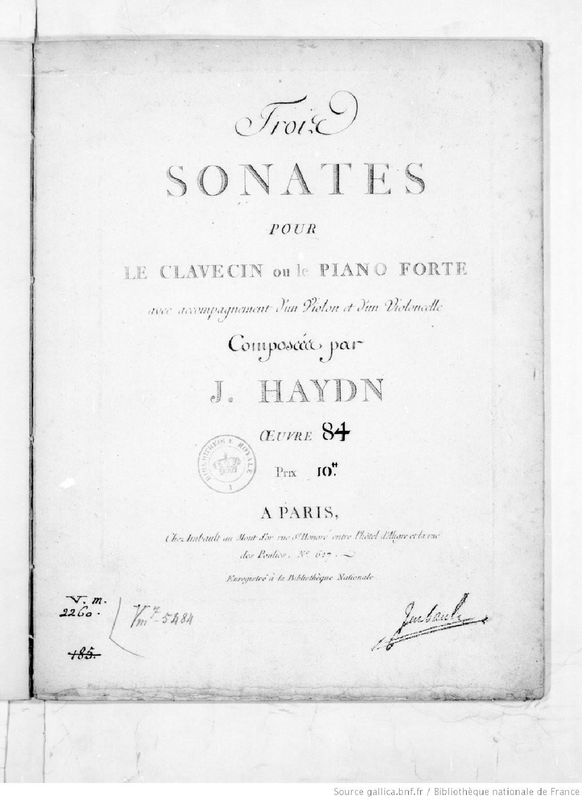 Trois
SONATES
POUR
LE CLAVECIN ou le PIANO FORTE
avec accompagnement d'un Violon et d'un Violoncelle
Composées par
J. HAYDN
ŒUVRE 84
Prix 10.
A PARIS,
Chez Imbault au Mont d'or rue St Honoré entre l'hôtel d'Aligre et la rue
des Poulies. No 627.
Enregistré à la Bibliothèque Nationale
BIBLIOTHEQUE ROYALE
V. m.
2260.
Vm7 5484
185.
Imbault
Source gallica.bnf.fr / Bibliothèque nationale de France